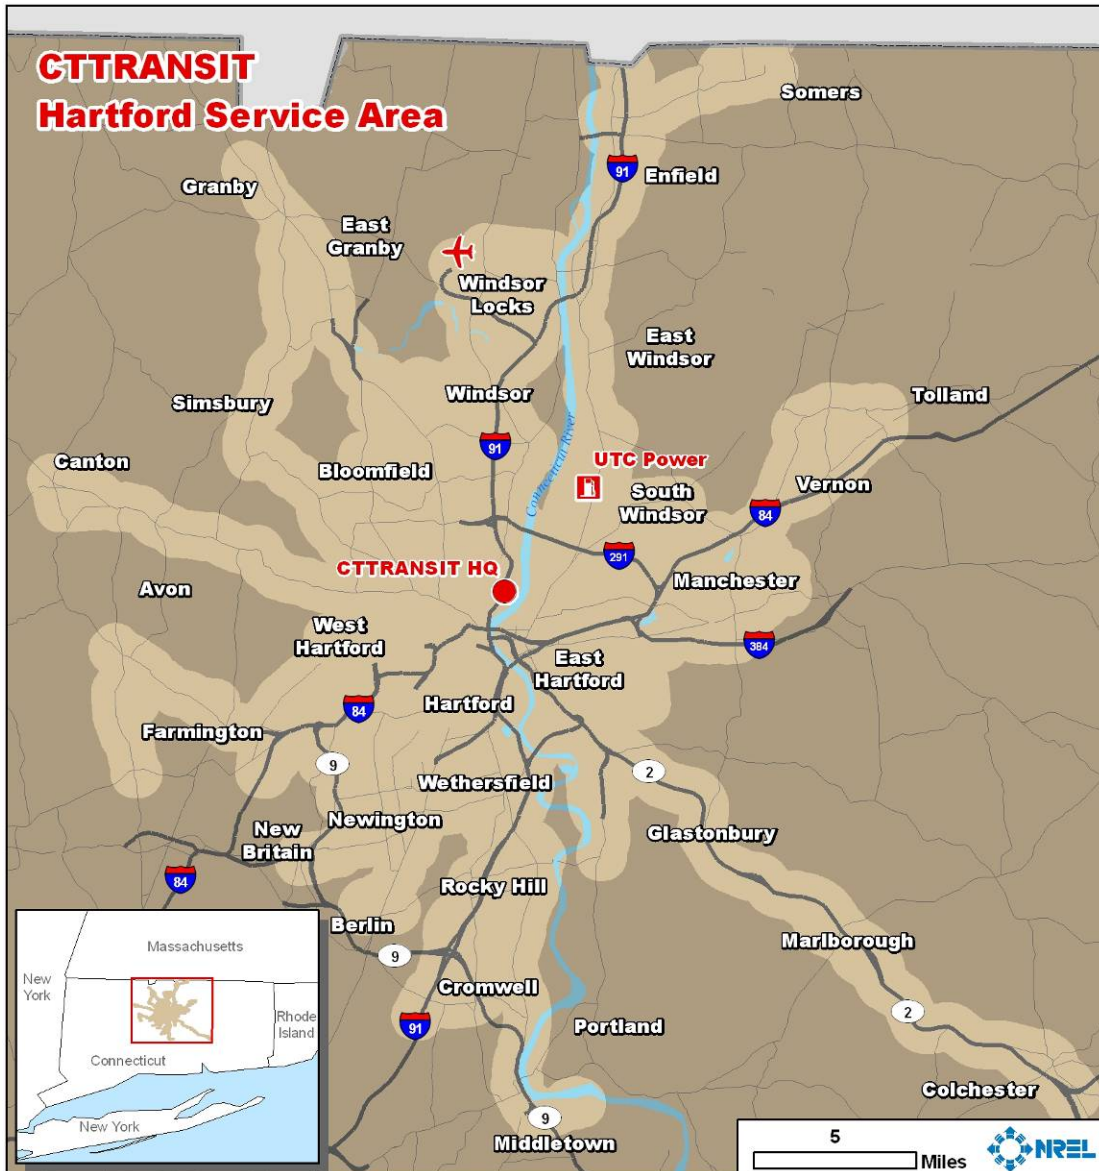 CTTRANSIT
Hartford Service Area
Somers
91
Enfield
Granby
East
Granby
Windsor
Locks
East
Windsor
Windsor
Simsbury
Tolland
91
Connecticut River
Canton
Bloomfield
UTC Power
South
Windsor
Vernon
84
291
CTTRANSIT HQ
Manchester
Avon
West
Hartford
384
East
Hartford
Hartford
84
Farmington
9
2
Wethersfield
Newington
New
Britain
Glastonbury
84
Rocky Hill
Berlin
9
Marlborough
Cromwell
91
2
Portland
Colchester
9
Middletown
Massachusetts
New
York
Rhode
Island
Connecticut
New York
5
Miles
NREL